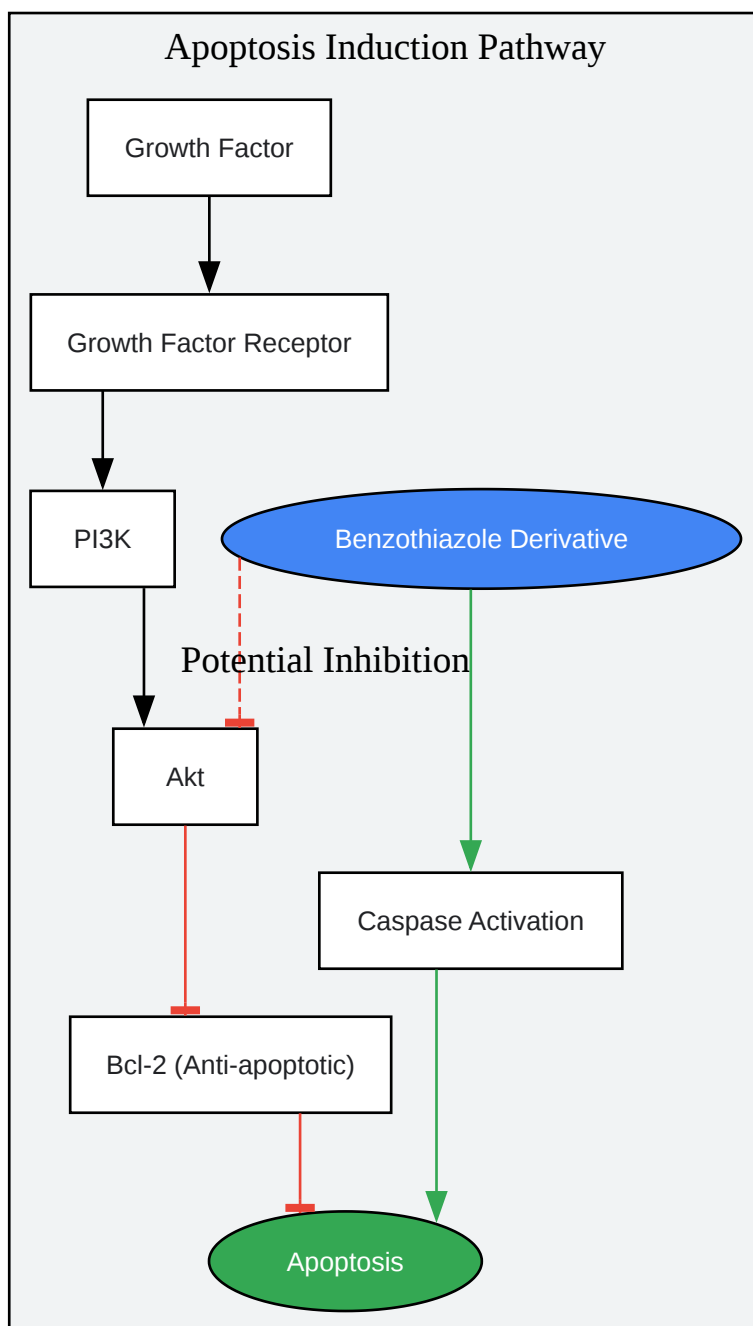 Apoptosis Induction Pathway
Growth Factor
Growth Factor Receptor
PI3K
Benzothiazole Derivative
Potential Inhibition
Akt
Caspase Activation
Bcl-2 (Anti-apoptotic)
Apoptosis